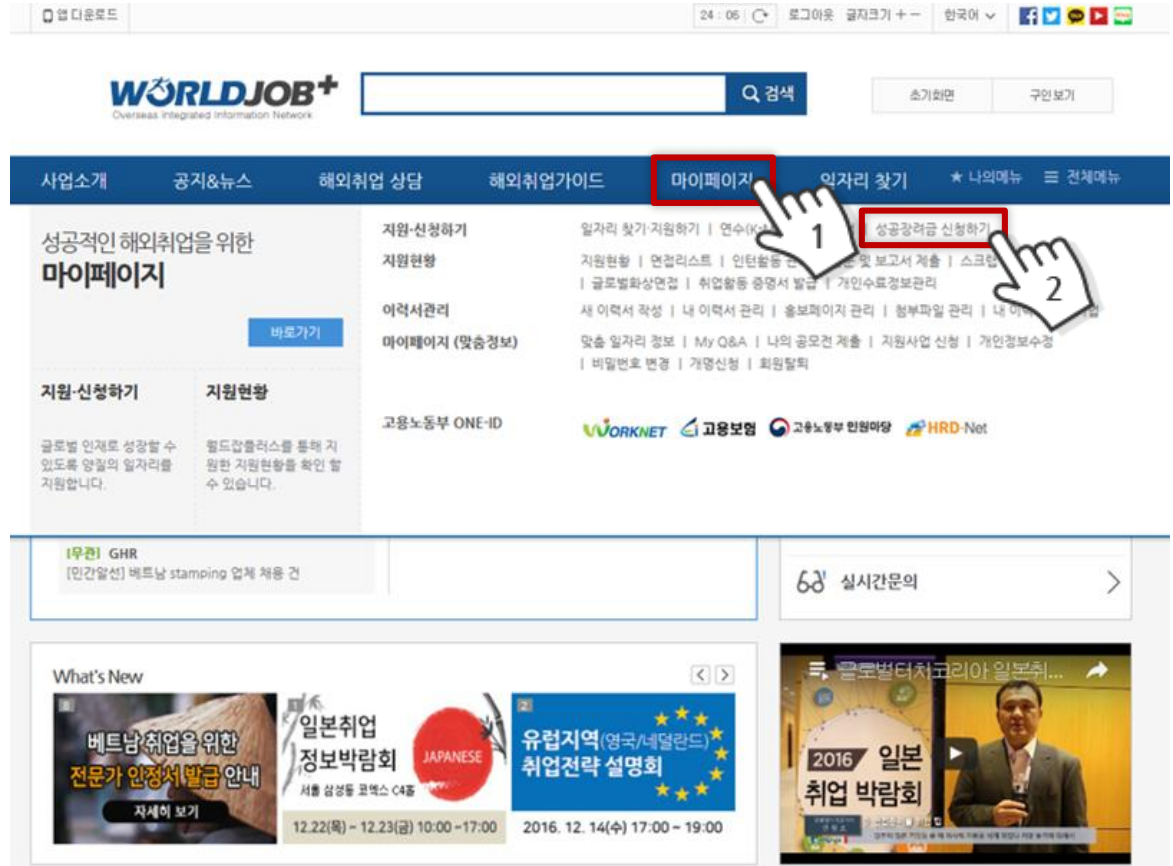 앱 다운로드
24 : 06
로그아웃 글자크기 + −
한국어
WORLDJOB+
Overseas Integrated Information Network
검색
초기화면
구인보기
사업소개
공지&뉴스
해외취업 상담
해외취업가이드
마이페이지
일자리 찾기
★ 나의메뉴
전체메뉴
1
2
성공적인 해외취업을 위한
마이페이지
바로가기
지원·신청하기
글로벌 인재로 성장할 수
있도록 양질의 일자리를
지원합니다.
지원현황
월드잡플러스를 통해 지
원한 지원현황을 확인 할
수 있습니다.
지원·신청하기
일자리 찾기·지원하기 | 연수(K | 성공장려금 신청하기
지원현황
지원현황 | 면접리스트 | 인턴활동 및 보고서 제출 | 스크랩
| 글로벌화상면접 | 취업활동 증명서 발급 | 개인수료정보관리
이력서관리
새 이력서 작성 | 내 이력서 관리 | 홍보페이지 관리 | 첨부파일 관리 | 내
마이페이지 (맞춤정보)
맞춤 일자리 정보 | My Q&A | 나의 공모전 제출 | 지원사업 신청 | 개인정보수정
| 비밀번호 변경 | 개명신청 | 회원탈퇴
고용노동부 ONE-ID
WORKNET
고용보험
고용노동부 민원마당
HRD-Net
[무관] GHR
[민간알선] 베트남 stamping 업체 채용 건
실시간문의
What's New
베트남 취업을 위한
전문가 인정서 발급 안내
자세히 보기
1
일본취업
정보박람회
JAPANESE
서울 삼성동 코엑스 C4홀
12.22(목) ~ 12.23(금) 10:00 ~17:00
2
유럽지역(영국/네덜란드)
취업전략 설명회
2016. 12. 14(수) 17:00 ~ 19:00
글로벌터치코리아 일본취...
2016 일본
취업 박람회